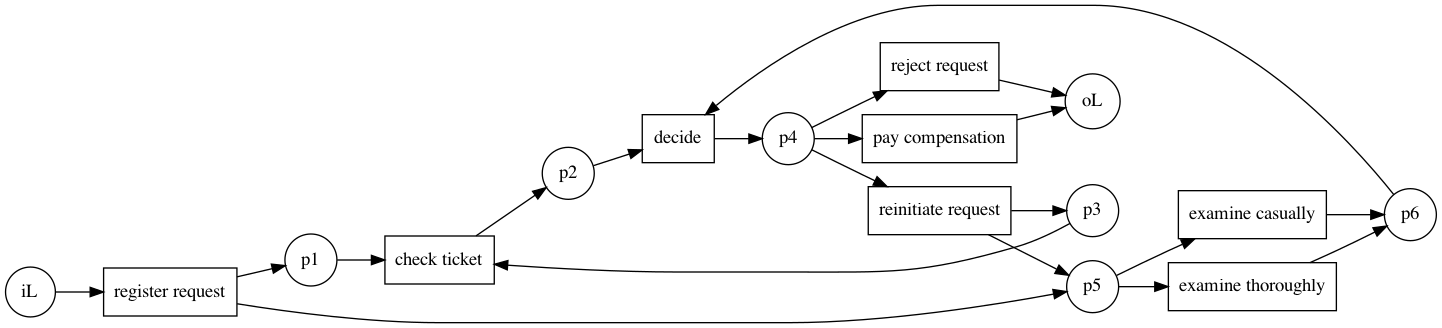 reject request
oL
decide
p4
pay compensation
p2
reinitiate request
p3
examine casually
p6
p1
check ticket
iL
register request
p5
examine thoroughly